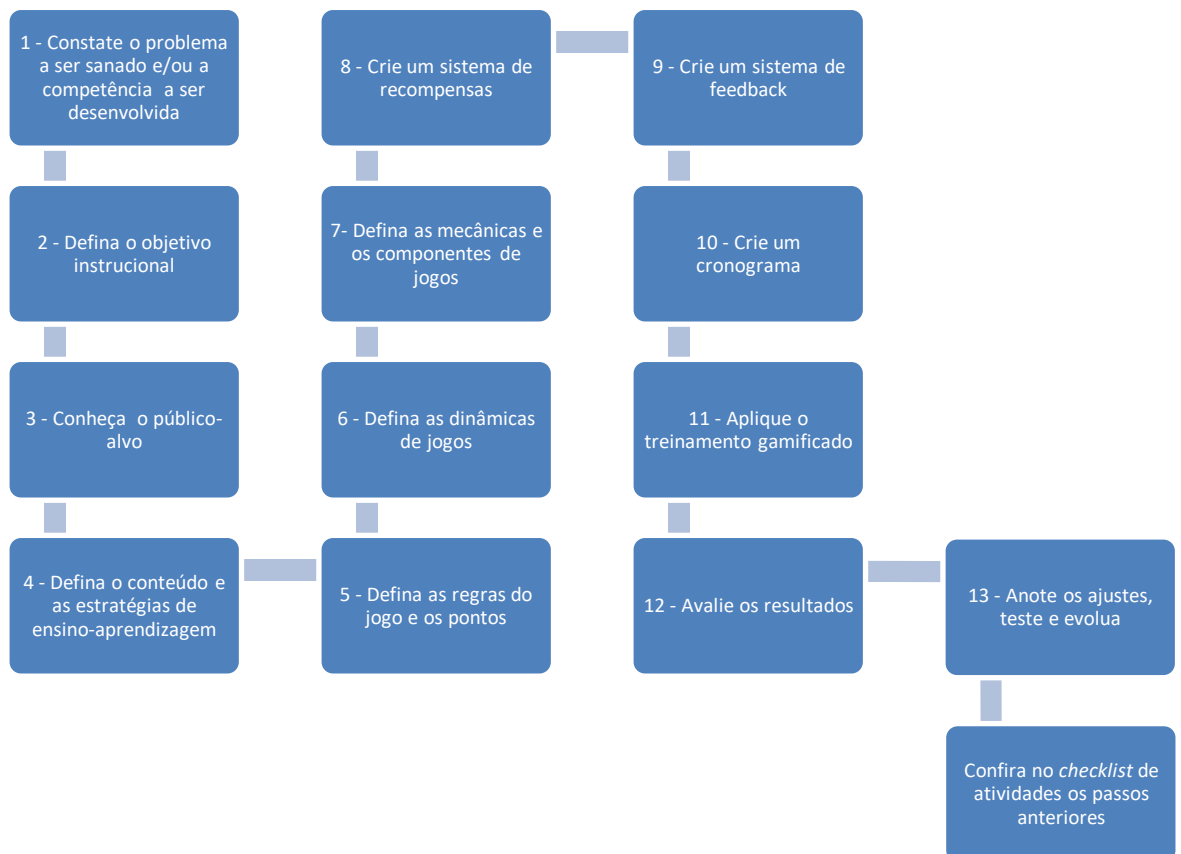 1 - Constate o problema
a ser sanado e/ou a
competência a ser
desenvolvida
2 - Defina o objetivo
instrucional
3 - Conheça o público-
alvo
4 - Defina o conteúdo e
as estratégias de
ensino-aprendizagem
5 - Defina as regras do
jogo e os pontos
6 - Defina as dinâmicas
de jogos
7- Defina as mecânicas e
os componentes de
jogos
8 - Crie um sistema de
recompensas
9 - Crie um sistema de
feedback
10 - Crie um
cronograma
11 - Aplique o
treinamento gamificado
12 - Avalie os resultados
13 - Anote os ajustes,
teste e evolua
Confira no checklist de
atividades os passos
anteriores